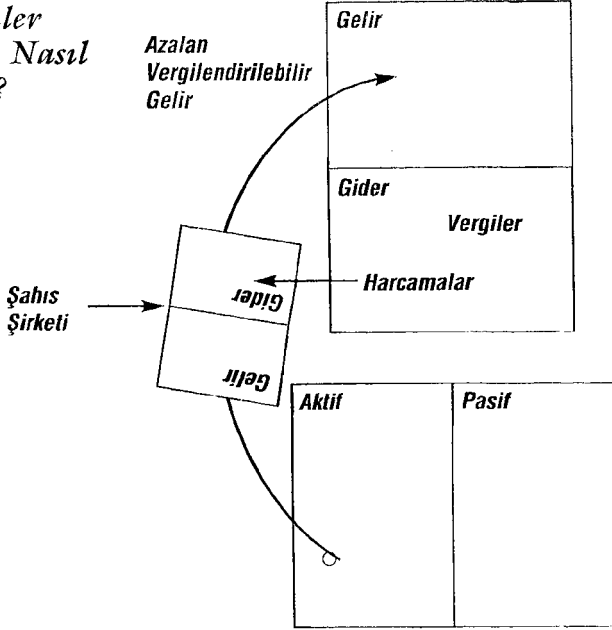 ler
Nasıl
?
Azalan
Vergilendirilebilir
Gelir
Gelir
Gider
Vergiler
Harcamalar
Şahıs
Şirketi
Gider
Gelir
Aktif
Pasif